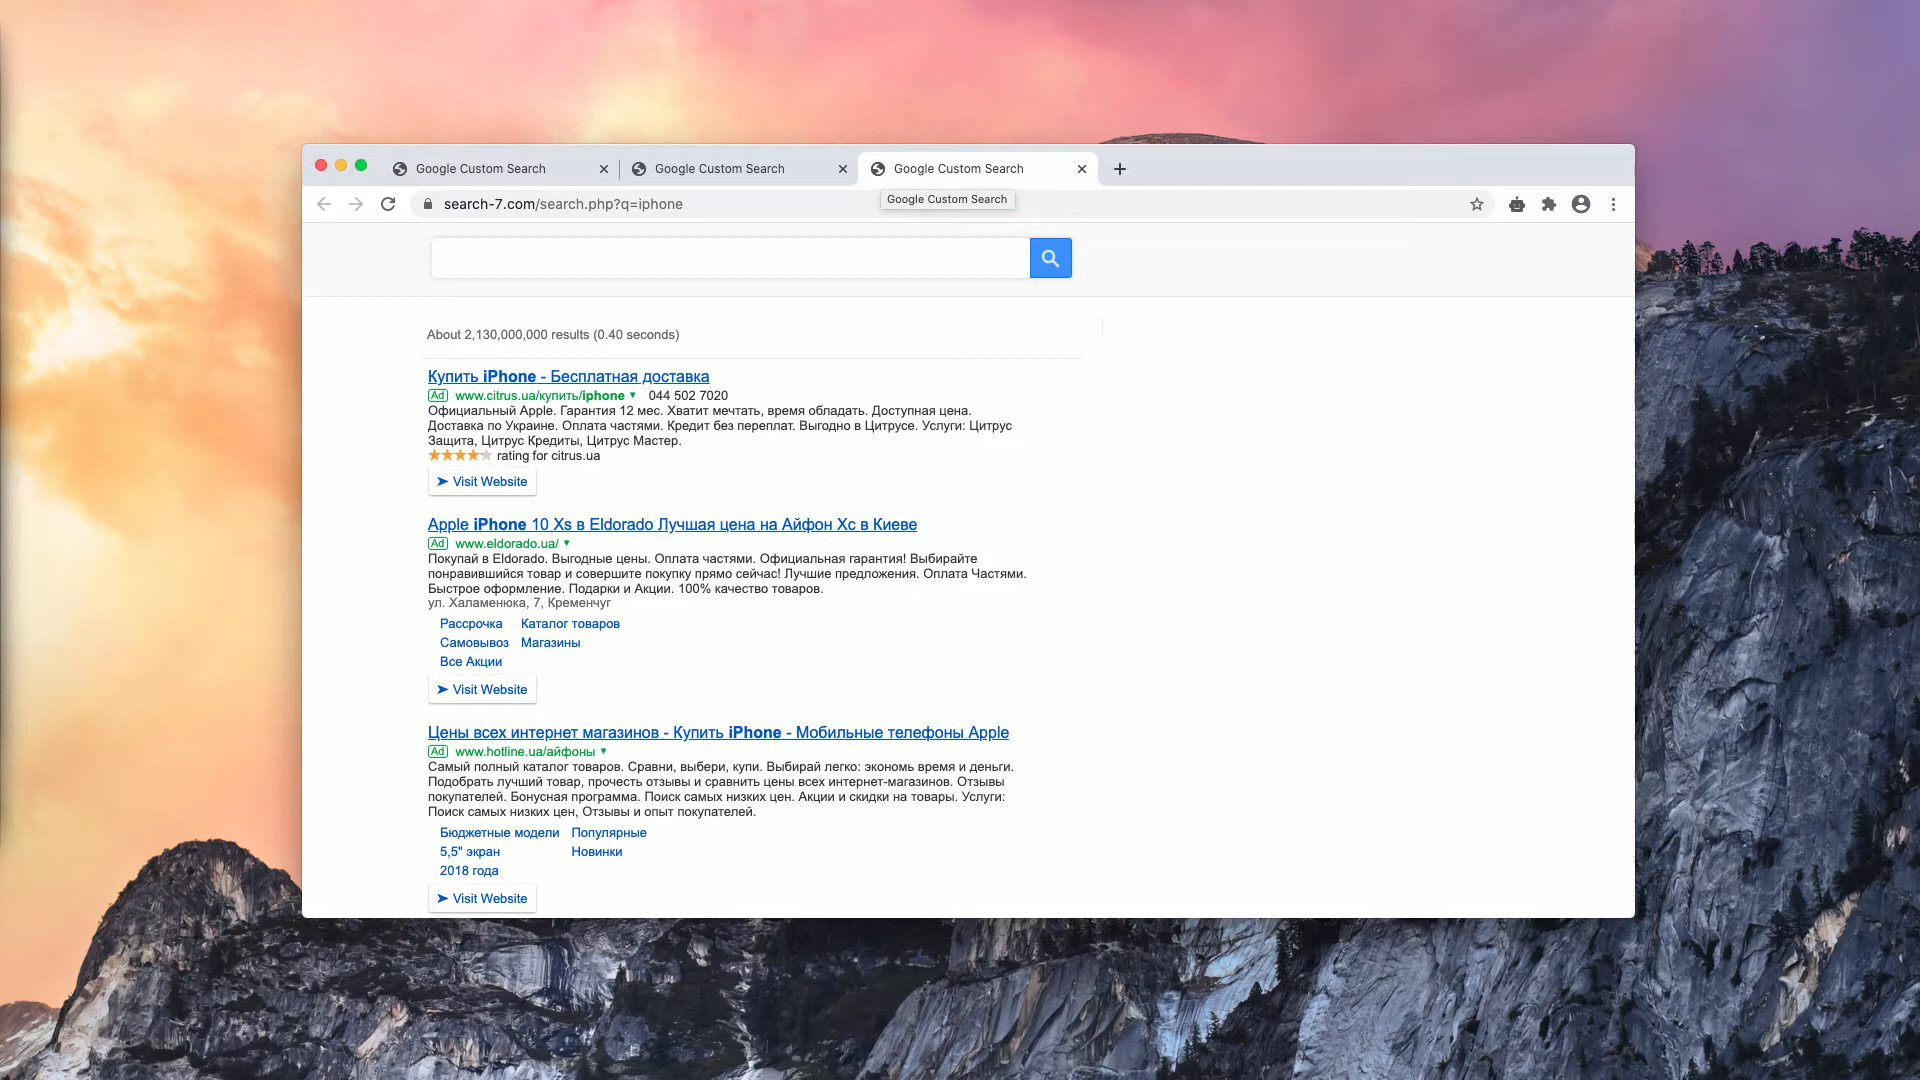 Google Custom Search
Google Custom Search
Google Custom Search
search-7.com/search.php?q=iphone
Google Custom Search
About 2,130,000,000 results (0.40 seconds)
Купить iPhone - Бесплатная доставка
Ad www.citrus.ua/купить/iphone ▼ 044 502 7020
Официальный Apple. Гарантия 12 мес. Хватит мечтать, время обладать. Доступная цена.
Доставка по Украине. Оплата частями. Кредит без переплат. Выгодно в Цитрусе. Услуги: Цитрус
Защита, Цитрус Кредиты, Цитрус Мастер.
rating for citrus.ua
➤ Visit Website
Apple iPhone 10 Xs в Eldorado Лучшая цена на Айфон Хс в Киеве
Ad www.eldorado.ua/ ▼
Покупай в Eldorado. Выгодные цены. Оплата частями. Официальная гарантия! Выбирайте
понравившийся товар и совершите покупку прямо сейчас! Лучшие предложения. Оплата Частями.
Быстрое оформление. Подарки и Акции. 100% качество товаров.
ул. Халаменюка, 7, Кременчуг
Рассрочка Каталог товаров
Самовывоз Магазины
Все Акции
➤ Visit Website
Цены всех интернет магазинов - Купить iPhone - Мобильные телефоны Apple
Ad www.hotline.ua/айфоны ▼
Самый полный каталог товаров. Сравни, выбери, купи. Выбирай легко: экономь время и деньги.
Подобрать лучший товар, прочесть отзывы и сравнить цены всех интернет-магазинов. Отзывы
покупателей. Бонусная программа. Поиск самых низких цен. Акции и скидки на товары. Услуги:
Поиск самых низких цен, Отзывы и опыт покупателей.
Бюджетные модели Популярные
5,5" экран Новинки
2018 года
➤ Visit Website